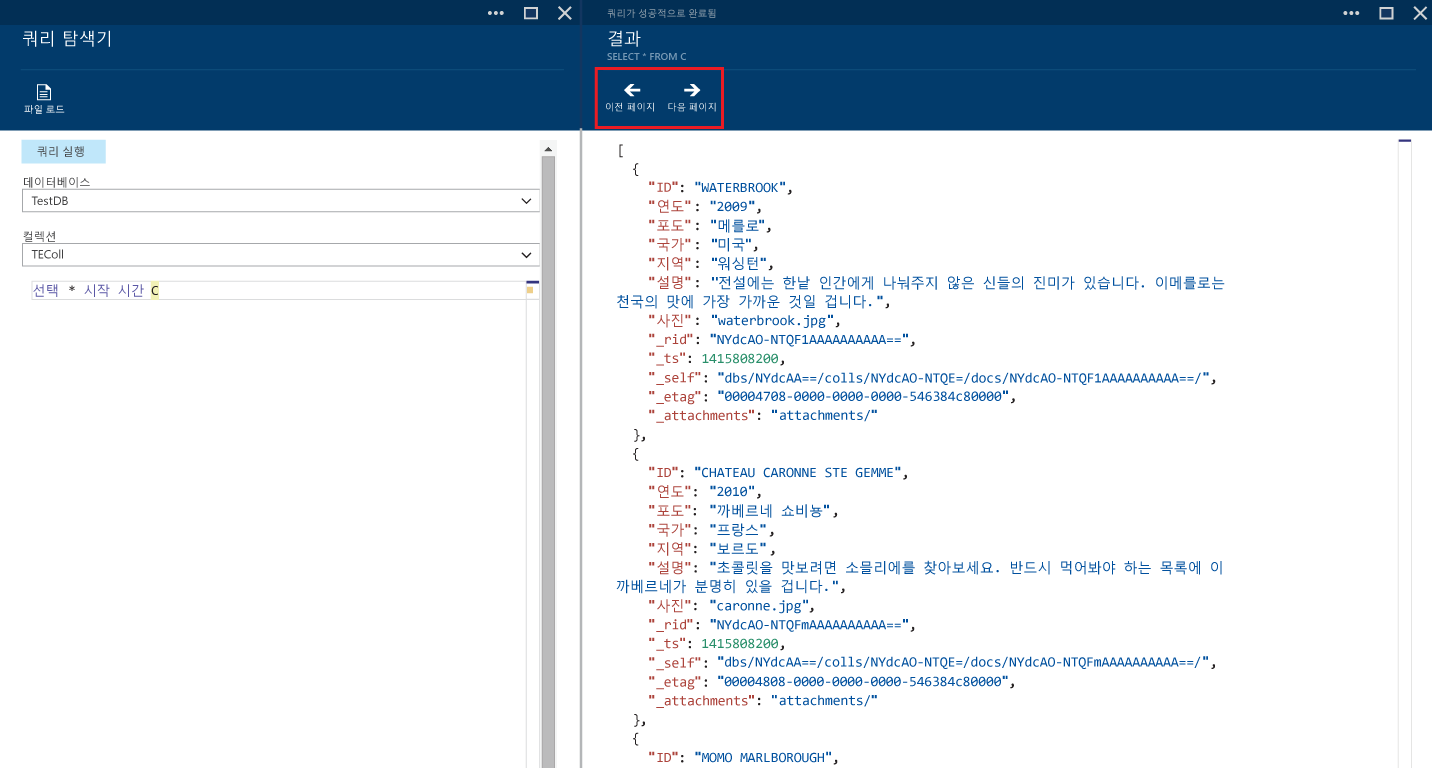 쿼리 탐색기
파일 로드
쿼리 실행
데이터베이스
TestDB
컬렉션
TEColl
선택 * 시작 시간 C
쿼리가 성공적으로 완료됨
결과
SELECT * FROM C
이전 페이지 다음 페이지
[
{
"ID": "WATERBROOK",
"연도": "2009",
"포도": "메를로",
"국가": "미국",
"지역": "워싱턴",
"설명": "전설에는 한낱 인간에게 나눠주지 않은 신들의 진미가 있습니다. 이메를로는
천국의 맛에 가장 가까운 것일 겁니다.",
"사진": "waterbrook.jpg",
"_rid": "NYdcAO-NTQF1AAAAAAAAAA==",
"_ts": 1415808200,
"_self": "dbs/NYdcAA==/colls/NYdcAO-NTQE=/docs/NYdcAO-NTQF1AAAAAAAAAA==/",
"_etag": "00004708-0000-0000-0000-546384c80000",
"_attachments": "attachments/"
},
{
"ID": "CHATEAU CARONNE STE GEMME",
"연도": "2010",
"포도": "까베르네 쇼비뇽",
"국가": "프랑스",
"지역": "보르도",
"설명": "초콜릿을 맛보려면 소믈리에를 찾아보세요. 반드시 먹어봐야 하는 목록에 이
까베르네가 분명히 있을 겁니다.",
"사진": "caronne.jpg",
"_rid": "NYdcAO-NTQFmAAAAAAAAAA==",
"_ts": 1415808200,
"_self": "dbs/NYdcAA==/colls/NYdcAO-NTQE=/docs/NYdcAO-NTQFmAAAAAAAAAA==/",
"_etag": "00004808-0000-0000-0000-546384c80000",
"_attachments": "attachments/"
},
{
"ID": "MOMO MARLBOROUGH",